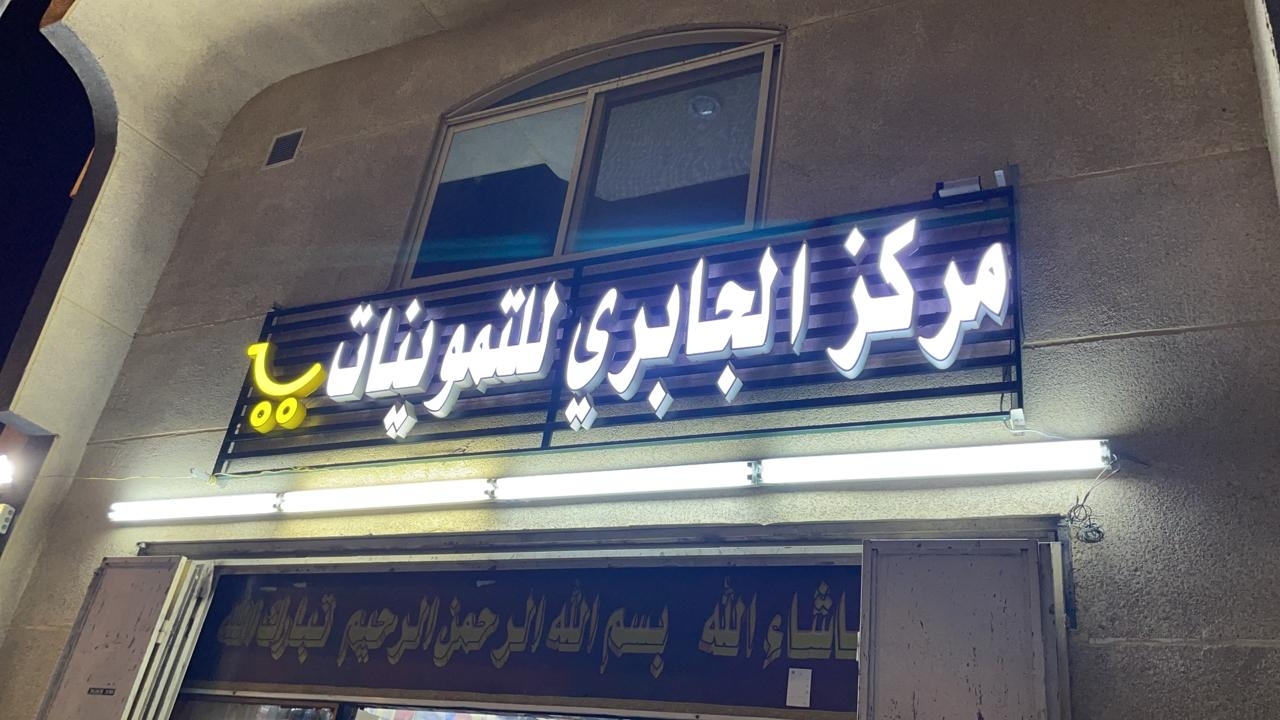 مركز الجابري للتموينات
ماشاء الله بسم الله الرحمن الرحيم تبارك الله